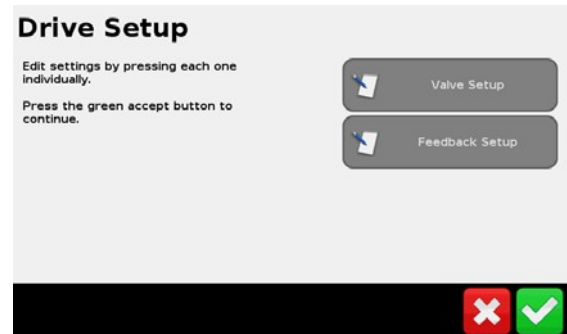 Drive Setup
Edit settings by pressing each one
individually.
Press the green accept button to
continue.
Valve Setup
Feedback Setup